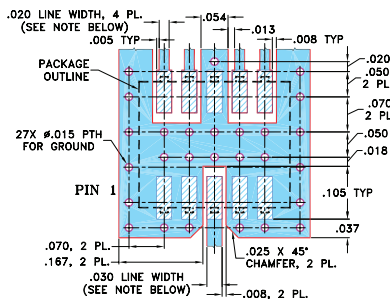 .020 LINE WIDTH, 4 PL.
(SEE NOTE BELOW)
.054
.013
.005 TYP
.008 TYP
PACKAGE
OUTLINE
.020
.050
2 PL.
.070
2 PL.
27X ø.015 PTH
FOR GROUND
.050
.018
PIN 1
.105 TYP
.037
.070, 2 PL.
.167, 2 PL.
.025 X 45°
CHAMFER, 2 PL.
.030 LINE WIDTH
(SEE NOTE BELOW)
.008, 2 PL.